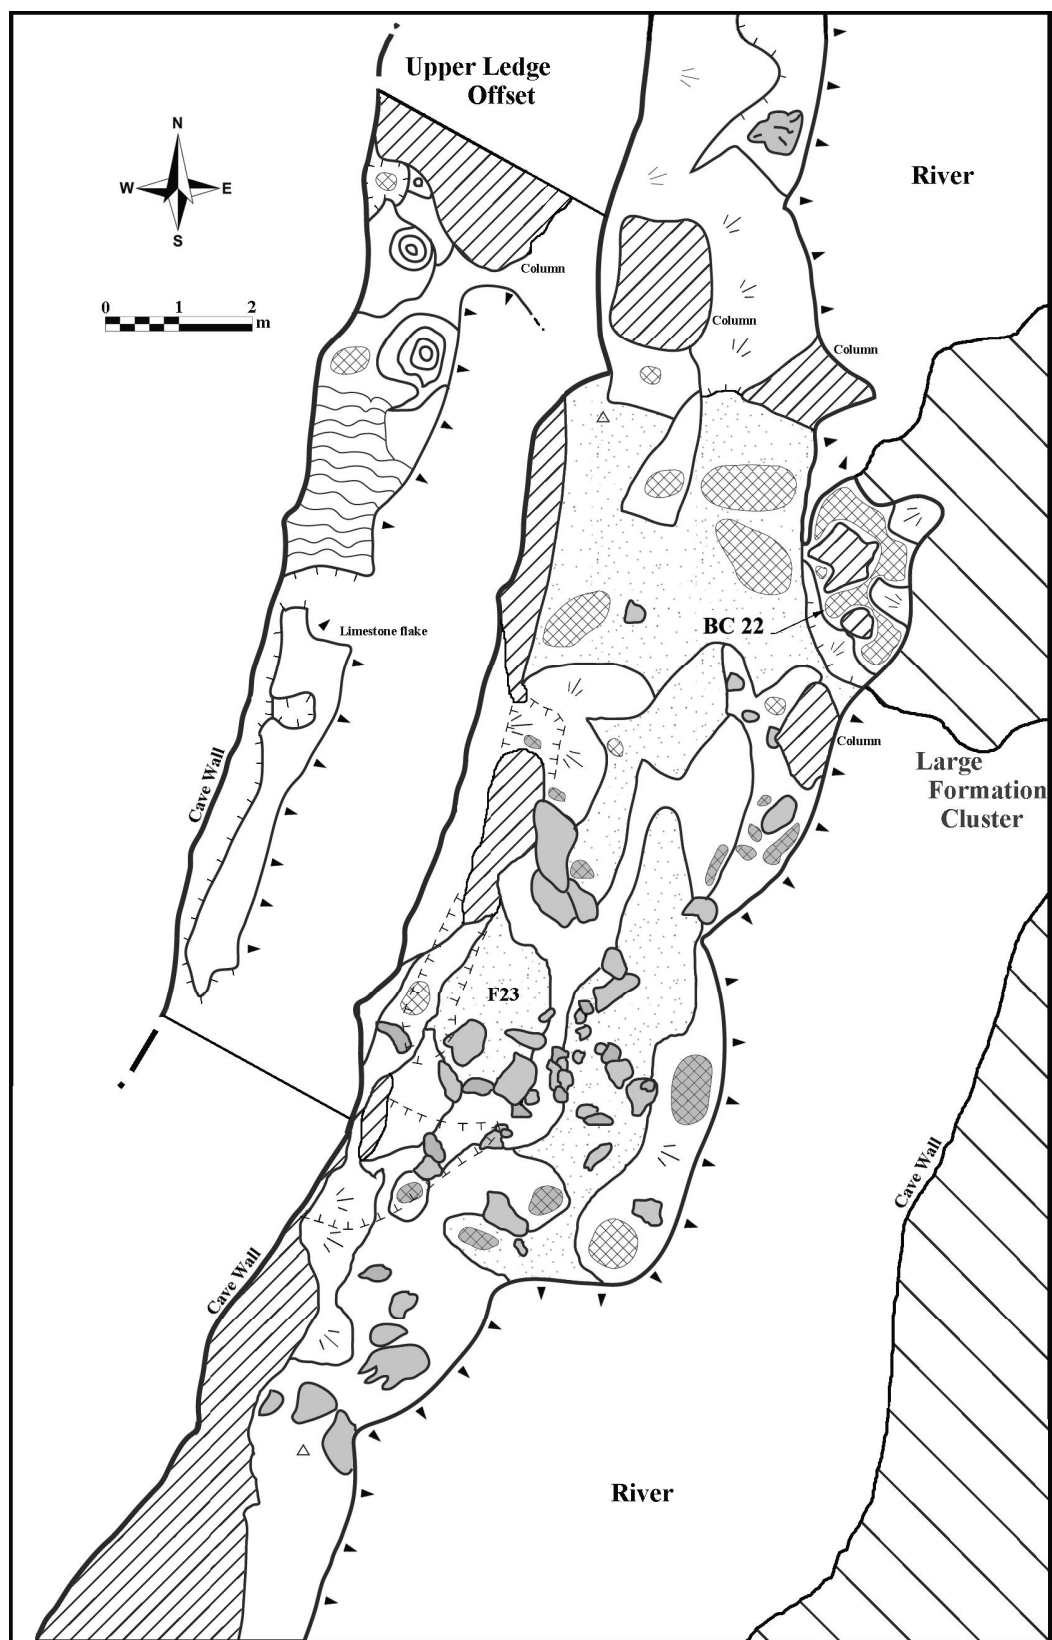 Upper Ledge
Offset
River
N
W
E
S
0 1 2
m
Column
Column
Column
Limestone flake
BC 22
Column
Large
Formation
Cluster
Cave Wall
F23
Cave Wall
Cave Wall
River